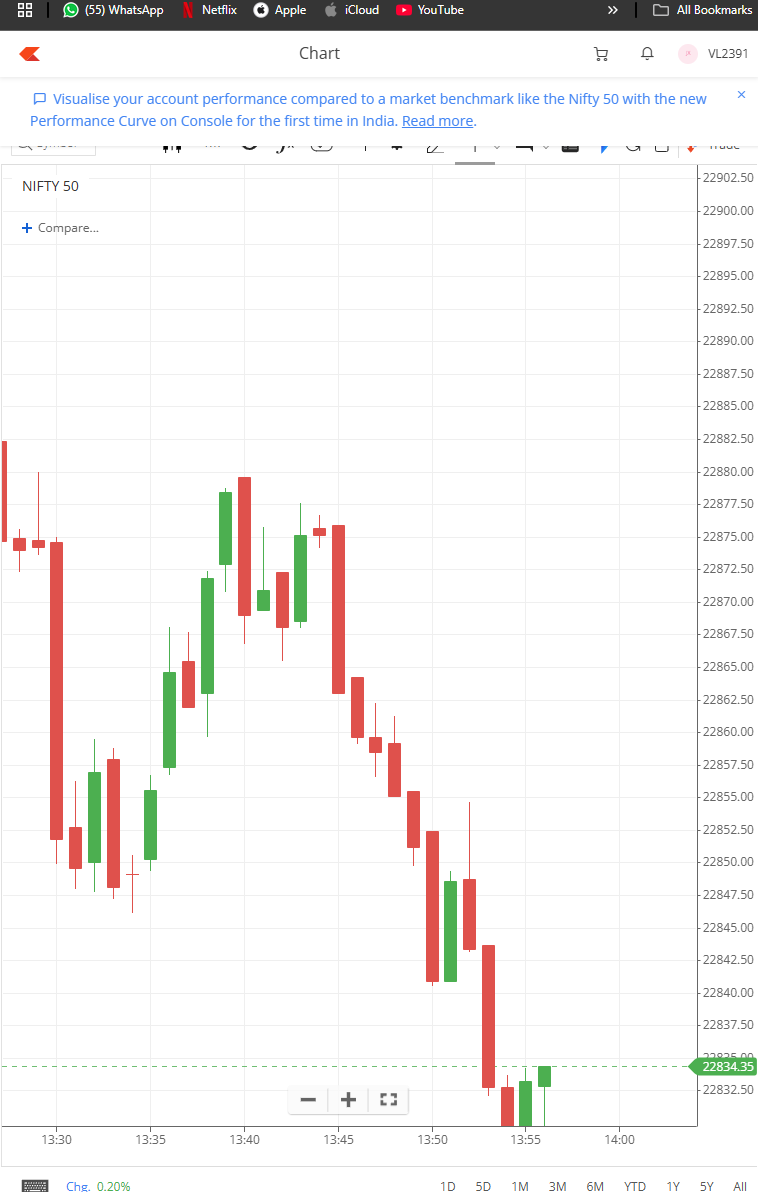 (55) WhatsApp
Netflix
Apple
iCloud
YouTube
»
All Bookmarks
Chart
VL2391
Visualise your account performance compared to a market benchmark like the Nifty 50 with the new
Performance Curve on Console for the first time in India. Read more.
×
NIFTY 50
+ Compare...
22902.50
22900.00
22897.50
22895.00
22892.50
22890.00
22887.50
22885.00
22882.50
22880.00
22877.50
22875.00
22872.50
22870.00
22867.50
22865.00
22862.50
22860.00
22857.50
22855.00
22852.50
22850.00
22847.50
22845.00
22842.50
22840.00
22837.50
22835.00
22834.35
22832.50
13:30
13:35
13:40
13:45
13:50
13:55
14:00
Chg. 0.20%
1D
5D
1M
3M
6M
YTD
1Y
5Y
All